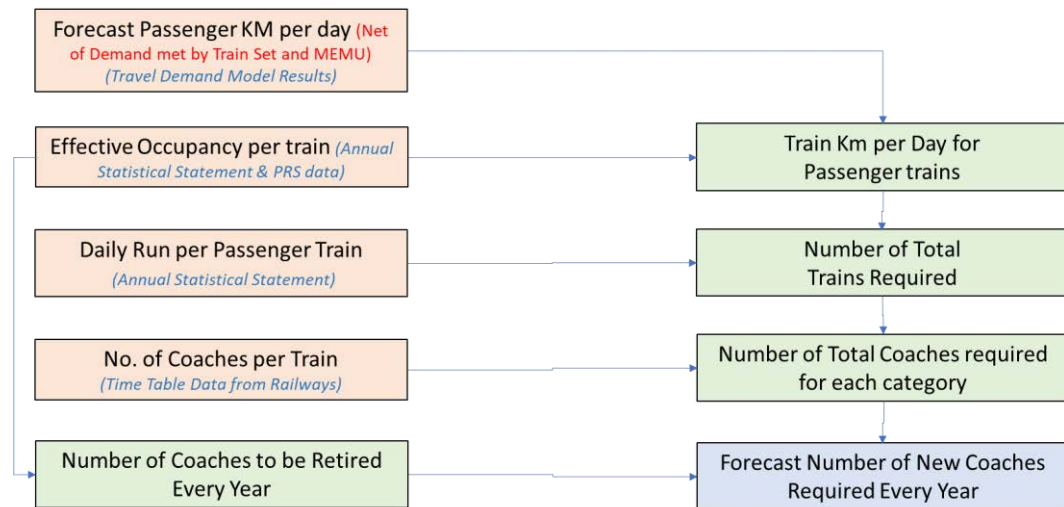 Forecast Passenger KM per day (Net
of Demand met by Train Set and MEMU)
(Travel Demand Model Results)
Effective Occupancy per train (Annual
Statistical Statement & PRS data)
Train Km per Day for
Passenger trains
Daily Run per Passenger Train
(Annual Statistical Statement)
Number of Total
Trains Required
No. of Coaches per Train
(Time Table Data from Railways)
Number of Total Coaches required
for each category
Number of Coaches to be Retired
Every Year
Forecast Number of New Coaches
Required Every Year